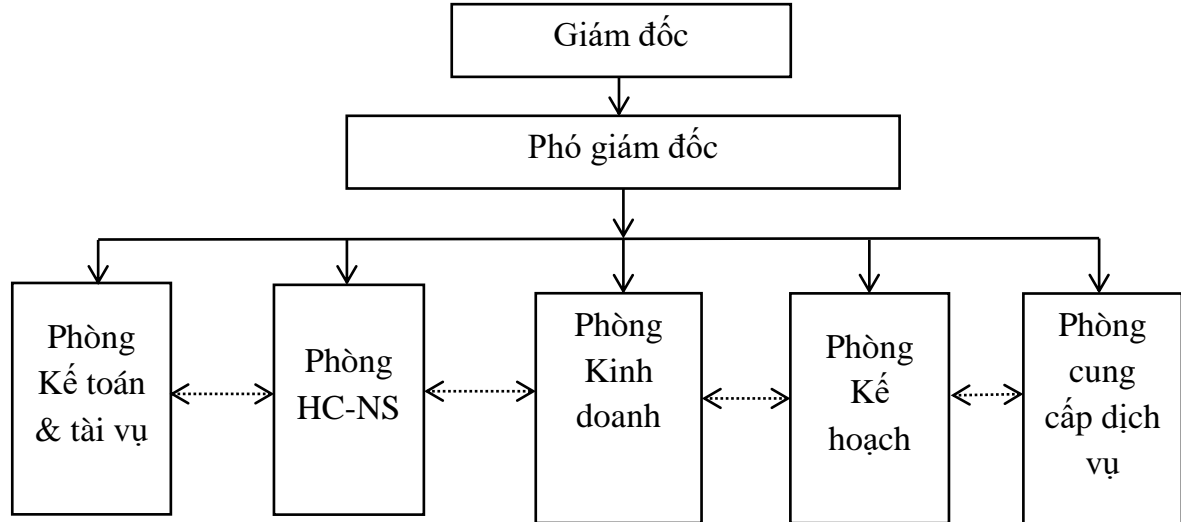 Giám đốc
Phó giám đốc
Phòng
Kế toán
& tài vụ
Phòng
HC-NS
Phòng
Kinh
doanh
Phòng
Kế
hoạch
Phòng
cung
cấp dịch
vụ